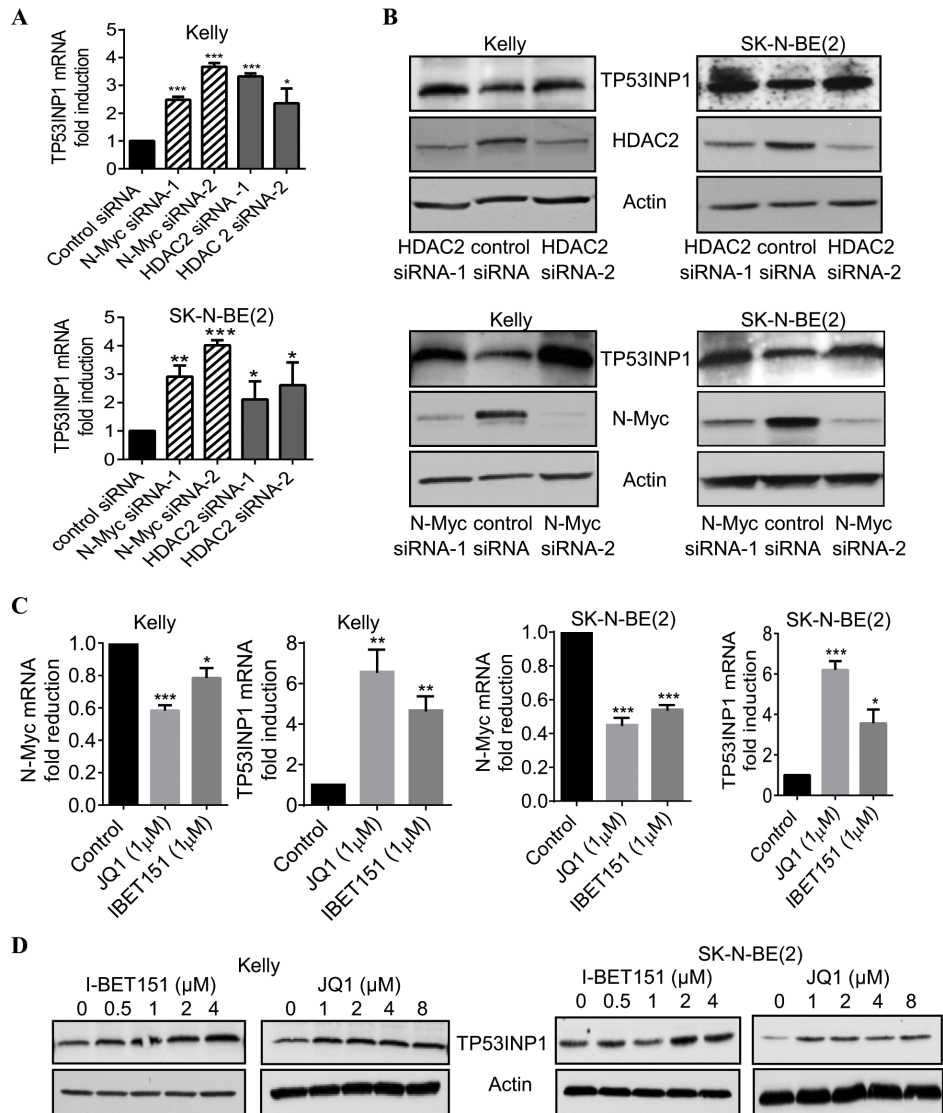 A
Kelly
TP53INP1 mRNA
fold induction
5
4
3
2
1
0
***
***
***
*
Control siRNA
N-Myc siRNA-1
N-Myc siRNA-2
HDAC2 siRNA -1
HDAC 2 siRNA-2
SK-N-BE(2)
TP53INP1 mRNA
fold induction
5
4
3
2
1
0
**
***
*
*
control siRNA
N-Myc siRNA-1
N-Myc siRNA-2
HDAC2 siRNA-1
HDAC2 siRNA-2
B
Kelly SK-N-BE(2)
TP53INP1
HDAC2
Actin
HDAC2 control HDAC2 HDAC2 control HDAC2
siRNA-1 siRNA siRNA-2 siRNA-1 siRNA siRNA-2
Kelly SK-N-BE(2)
TP53INP1
N-Myc
Actin
N-Myc control N-Myc N-Myc control N-Myc
siRNA-1 siRNA siRNA-2 siRNA-1 siRNA siRNA-2
C
Kelly
N-Myc mRNA
fold reduction
1.0
0.8
0.6
0.4
0.2
0.0
***
*
Control
JQ1 (1µM)
IBET151 (1µM)
Kelly
TP53INP1 mRNA
fold induction
8
6
4
2
0
**
**
Control
JQ1 (1µM)
IBET151 (1µM)
SK-N-BE(2)
N-Myc mRNA
fold reduction
1.0
0.8
0.6
0.4
0.2
0.0
***
***
Control
JQ1 (1µM)
IBET151 (1µM)
SK-N-BE(2)
TP53INP1 mRNA
fold induction
8
6
4
2
0
***
*
Control
JQ1 (1µM)
IBET151 (1µM)
D
Kelly
I-BET151 (µM) JQ1 (µM)
0 0.5 1 2 4 0 1 2 4 8
SK-N-BE(2)
I-BET151 (µM) JQ1 (µM)
0 0.5 1 2 4 0 1 2 4 8
TP53INP1
Actin